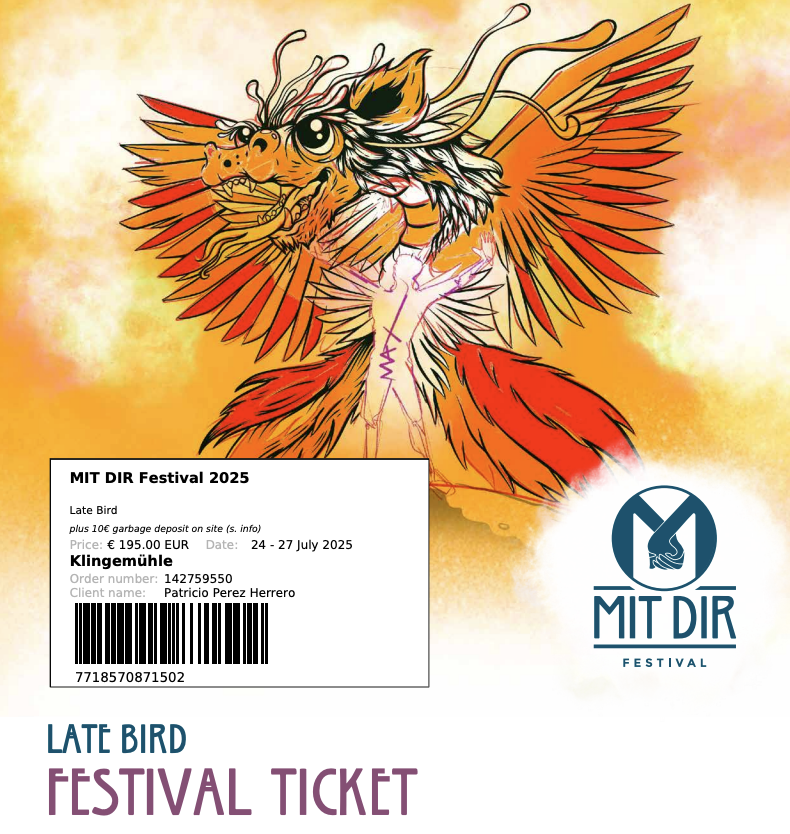 MAX
MIT DIR Festival 2025
Late Bird
plus 10€ garbage deposit on site (s. info)
Price: € 195.00 EUR Date: 24 - 27 July 2025
Klingemühle
Order number: 142759550
Client name: Patricio Perez Herrero
7718570871502
M
MIT DIR
FESTIVAL
LATE BIRD
FESTIVAL TICKET